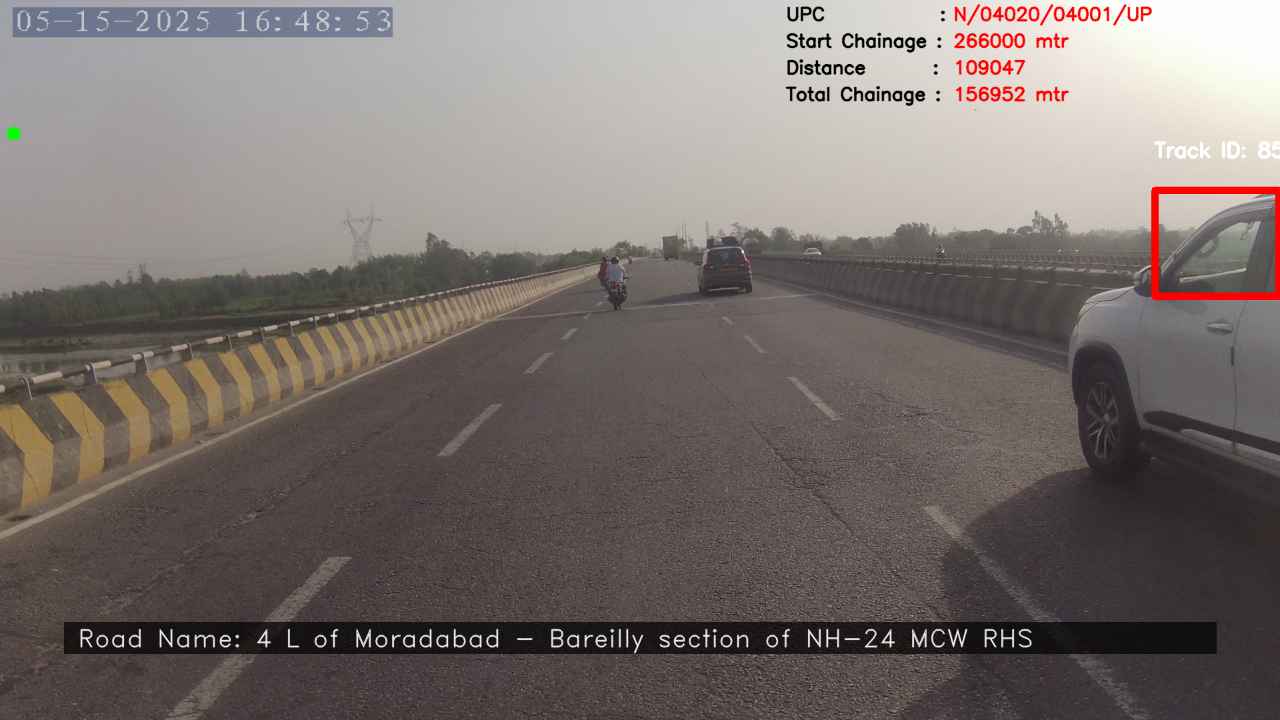 05-15-2025 16:48:53
UPC : N/04020/04001/UP
Start Chainage : 266000 mtr
Distance : 109047
Total Chainage : 156952 mtr
Track ID: 85
Road Name: 4 L of Moradabad - Bareilly section of NH-24 MCW RHS